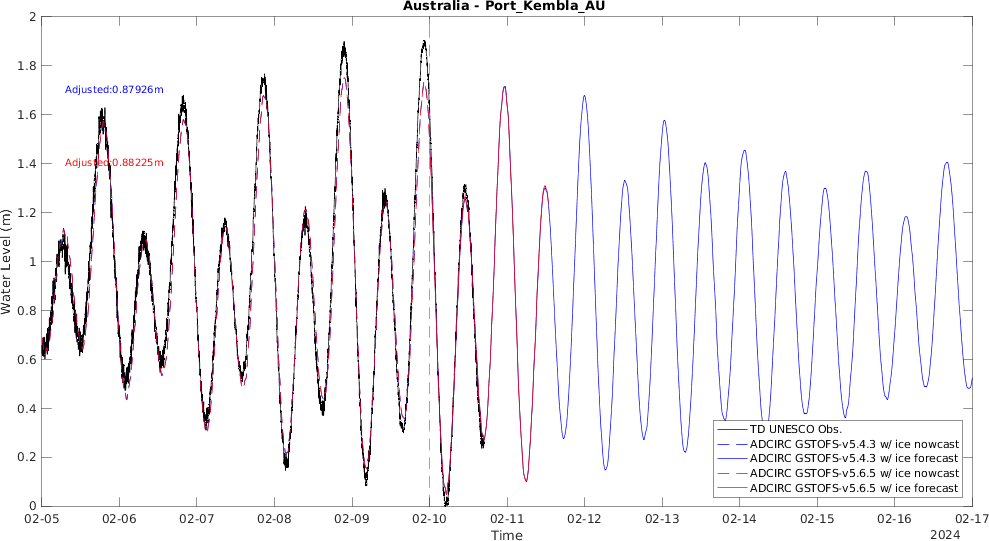 Australia - Port_Kembla_AU
2
1.8
1.6
1.4
1.2
1
0.8
0.6
0.4
0.2
0
Water Level (m)
Adjusted:0.87926m
Adjusted:0.88225m
TD UNESCO Obs.
ADCIRC GSTOFS-v5.4.3 w/ ice nowcast
ADCIRC GSTOFS-v5.4.3 w/ ice forecast
ADCIRC GSTOFS-v5.6.5 w/ ice nowcast
ADCIRC GSTOFS-v5.6.5 w/ ice forecast
02-05 02-06 02-07 02-08 02-09 02-10 02-11 02-12 02-13 02-14 02-15 02-16 02-17
Time
2024